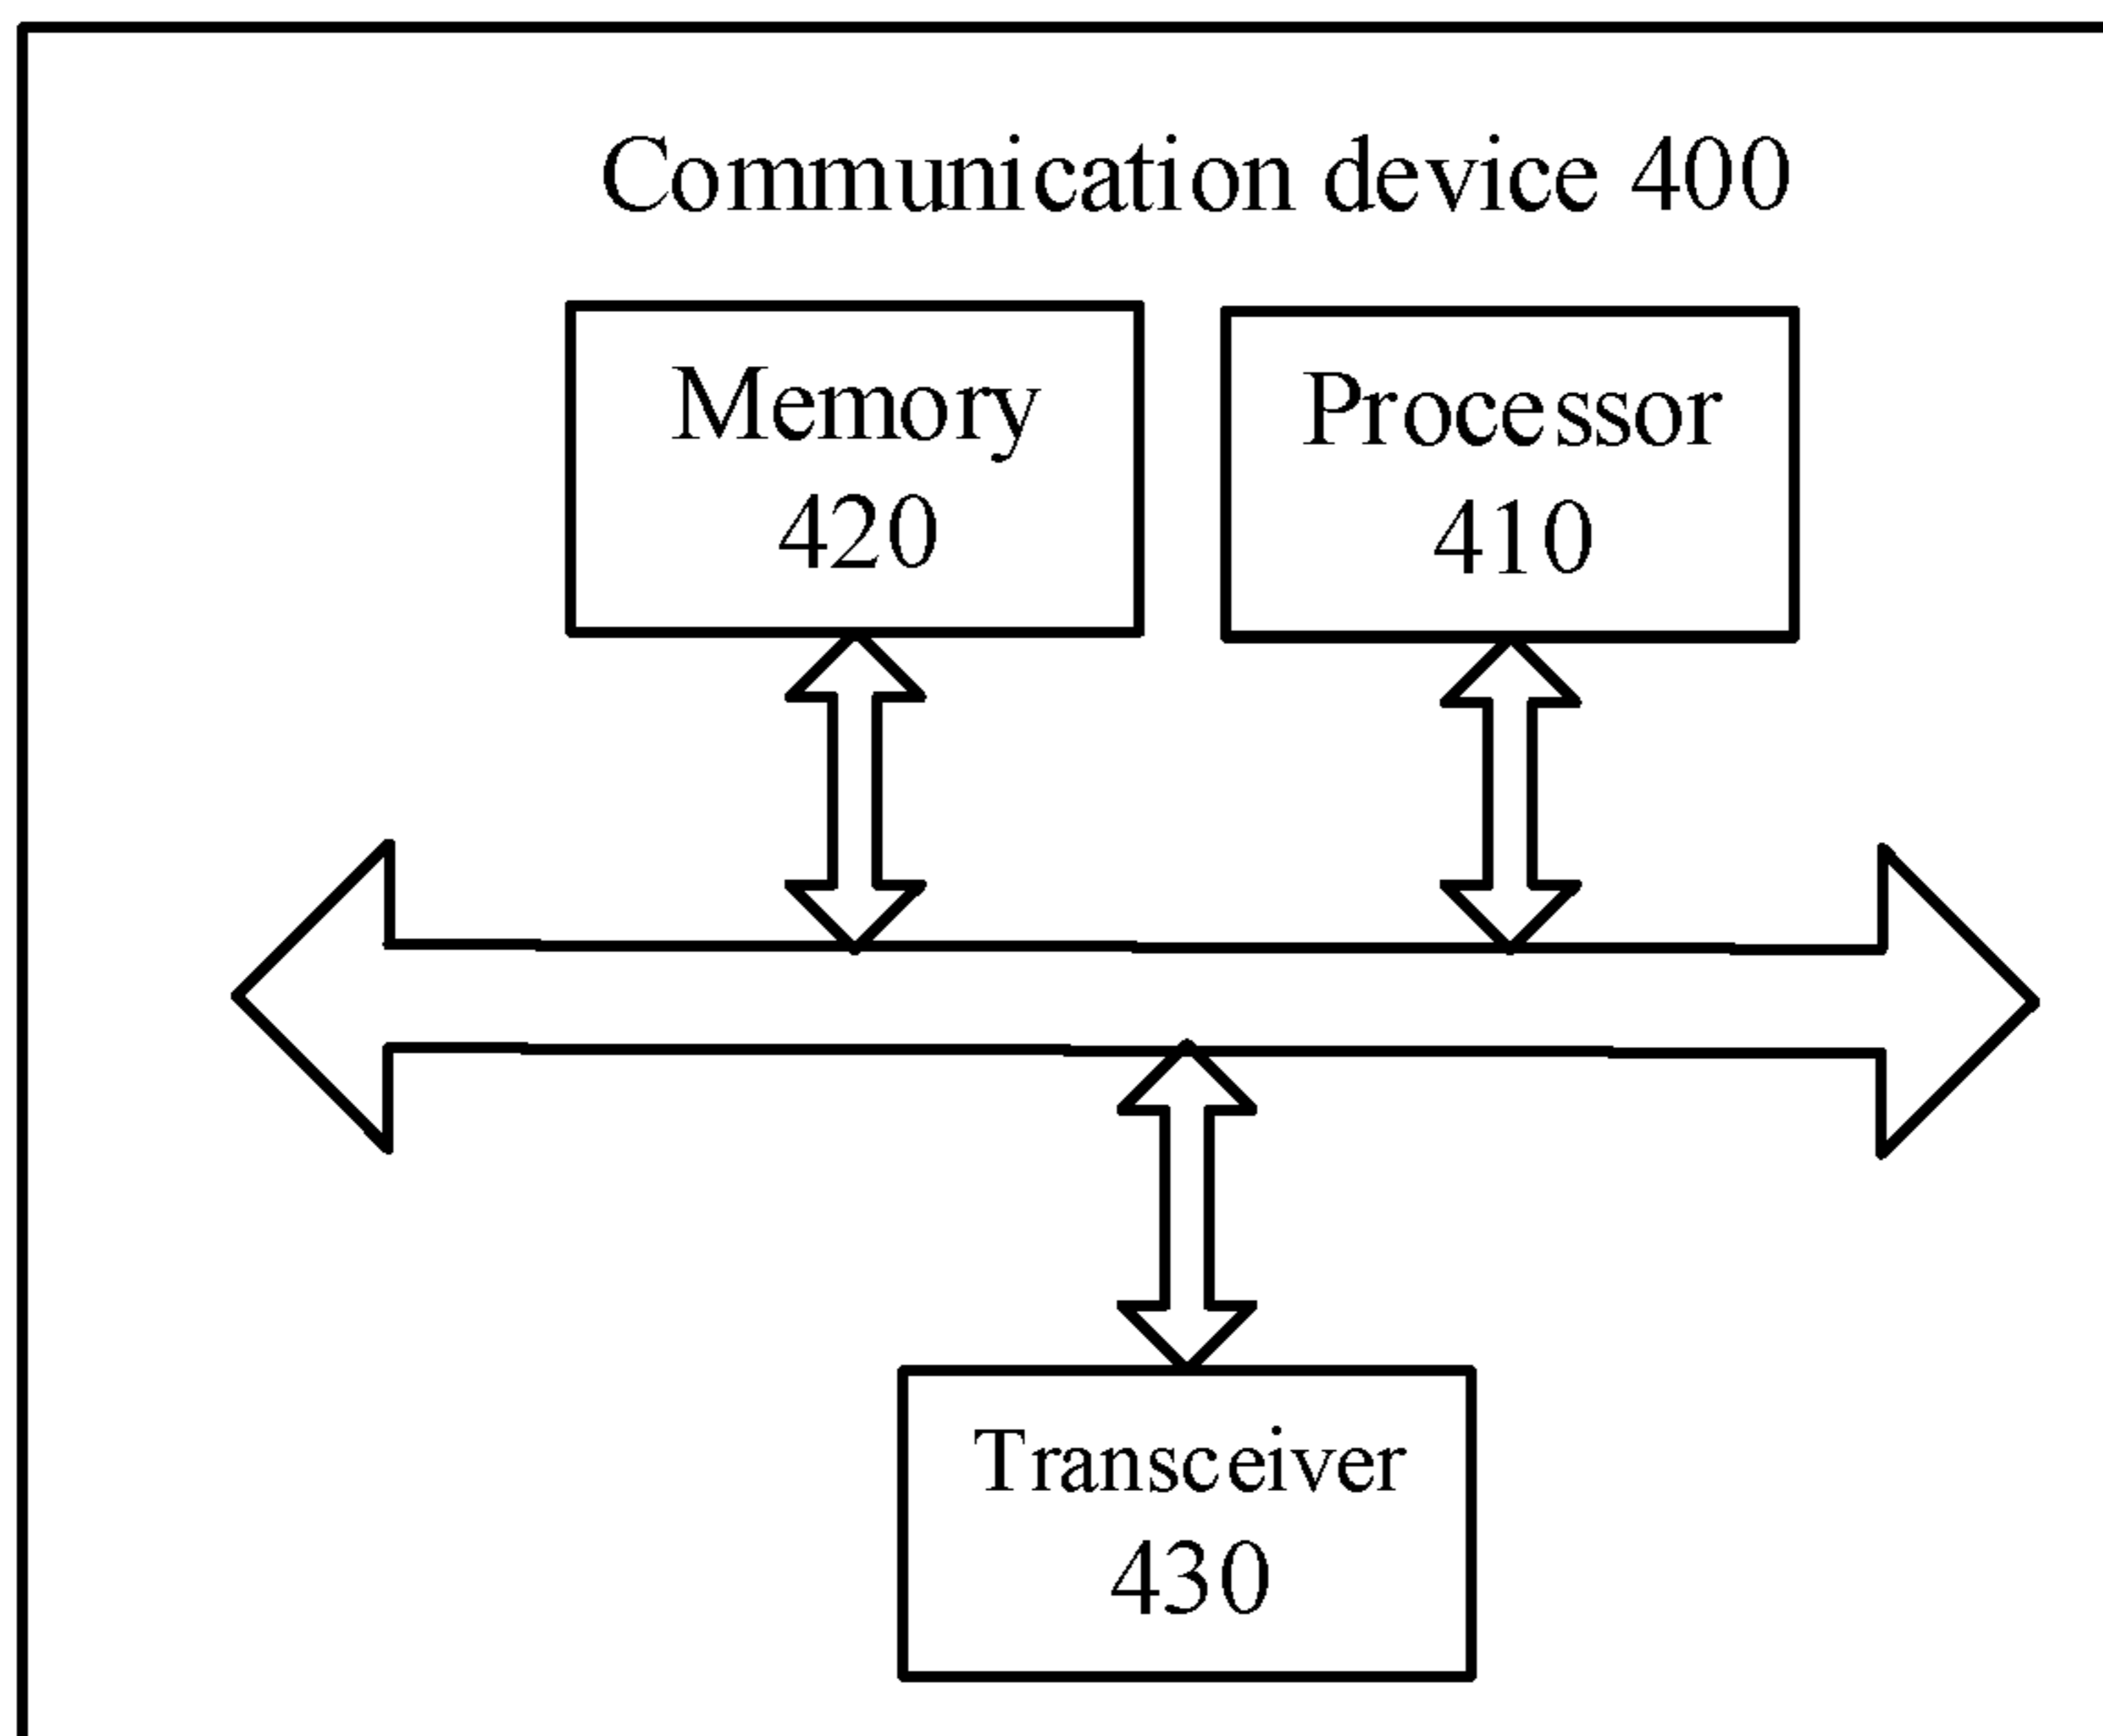 Communication device 400
Memory
420
Processor
410
Transceiver
430